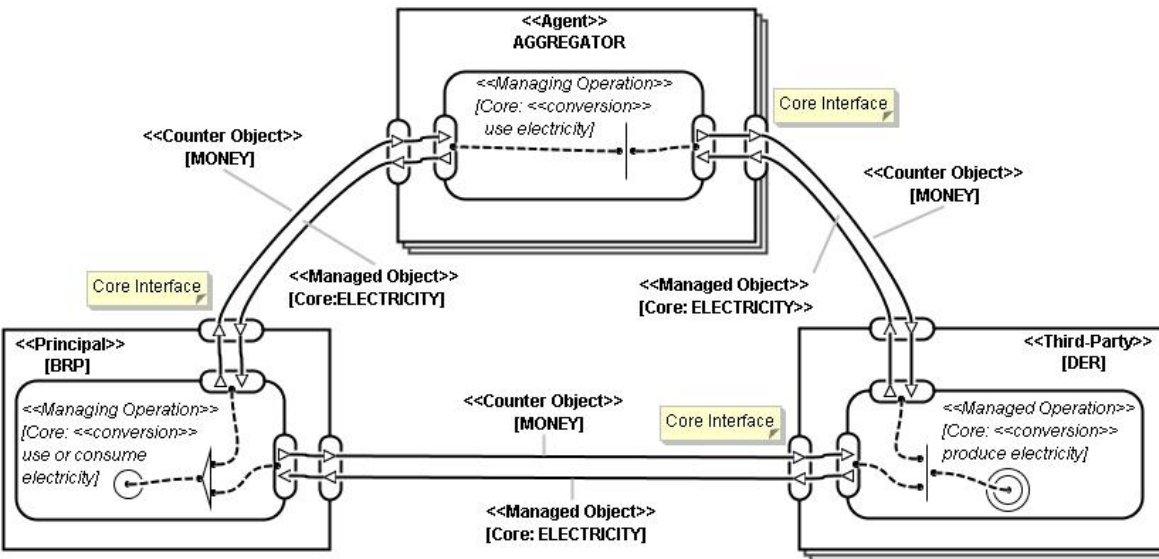 <<Agent>>
AGGREGATOR
<<Managing Operation>>
[Core: <<conversion>>
use electricity]
Core Interface
<<Counter Object>>
[MONEY]
<<Counter Object>>
[MONEY]
<<Managed Object>>
[Core:ELECTRICITY]
<<Managed Object>>
[Core: ELECTRICITY>>
Core Interface
<<Principal>>
[BRP]
<<Managing Operation>>
[Core: <<conversion>>
use or consume
electricity]
<<Counter Object>>
[MONEY]
Core Interface
<<Managed Object>>
[Core: ELECTRICITY]
<<Third-Party>>
[DER]
<<Managed Operation>>
[Core: <<conversion>>
produce electricity]